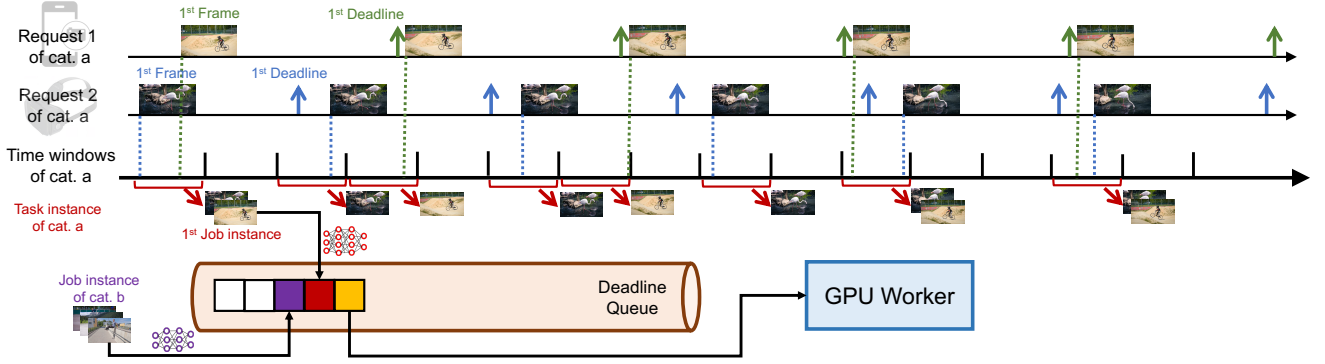 1st Frame
1st Deadline
Request 1
of cat. a
1st Frame
1st Deadline
Request 2
of cat. a
Time windows
of cat. a
Task instance
of cat. a
1st Job instance
Job instance
of cat. b
Deadline
Queue
GPU Worker